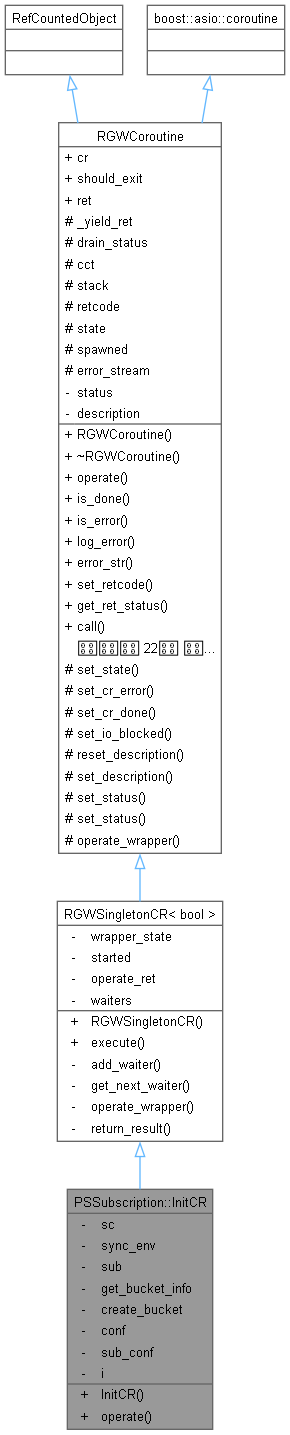 RefCountedObject
boost::asio::coroutine
RGWCoroutine
+ cr
+ should_exit
+ ret
# _yield_ret
# drain_status
# cct
# stack
# retcode
# state
# spawned
# error_stream
- status
- description
+ RGWCoroutine()
+ ~RGWCoroutine()
+ operate()
+ is_done()
+ is_error()
+ log_error()
+ error_str()
+ set_retcode()
+ get_ret_status()
+ call()
22 ...
# set_state()
# set_cr_error()
# set_cr_done()
# set_io_blocked()
# reset_description()
# set_description()
# set_status()
# set_status()
# operate_wrapper()
RGWSingletonCR< bool >
- wrapper_state
- started
- operate_ret
- waiters
+ RGWSingletonCR()
+ execute()
- add_waiter()
- get_next_waiter()
- operate_wrapper()
- return_result()
PSSubscription::InitCR
- sc
- sync_env
- sub
- get_bucket_info
- create_bucket
- conf
- sub_conf
- i
+ InitCR()
+ operate()